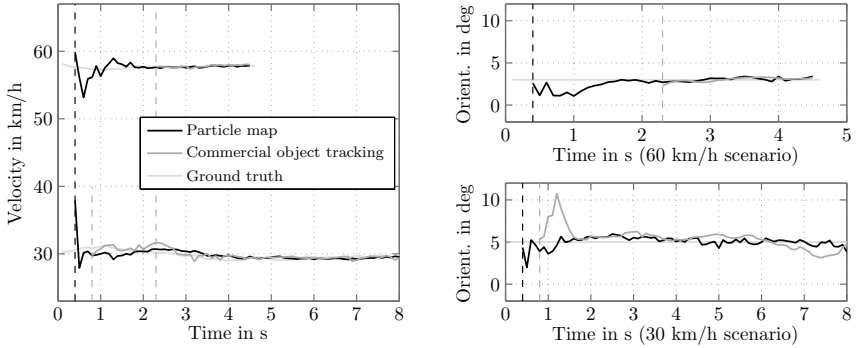 Velocity in km/h
60
50
40
30
0 1 2 3 4 5 6 7 8
Time in s
Particle map
Commercial object tracking
Ground truth
Orient. in deg
10
5
0
0 1 2 3 4 5
Time in s (60 km/h scenario)
Orient. in deg
10
5
0
0 1 2 3 4 5 6 7 8
Time in s (30 km/h scenario)